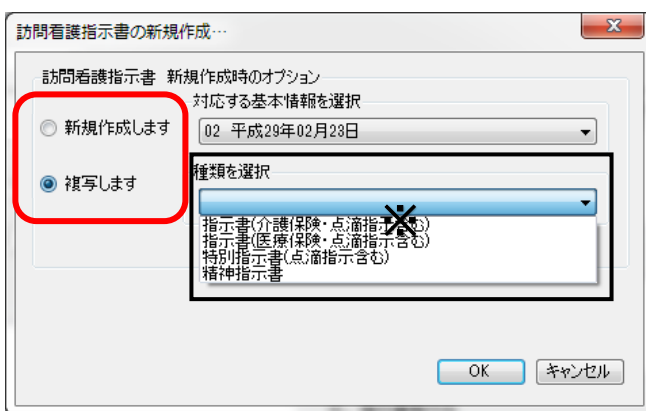 訪問看護指示書の新規作成…
訪問看護指示書 新規作成時のオプション
対応する基本情報を選択
新規作成します
02 平成29年02月23日
複写します
種類を選択
※
指示書(介護保険・点滴指示含む)
指示書(医療保険・点滴指示含む)
特別指示書(点滴指示含む)
精神指示書
OK
キャンセル